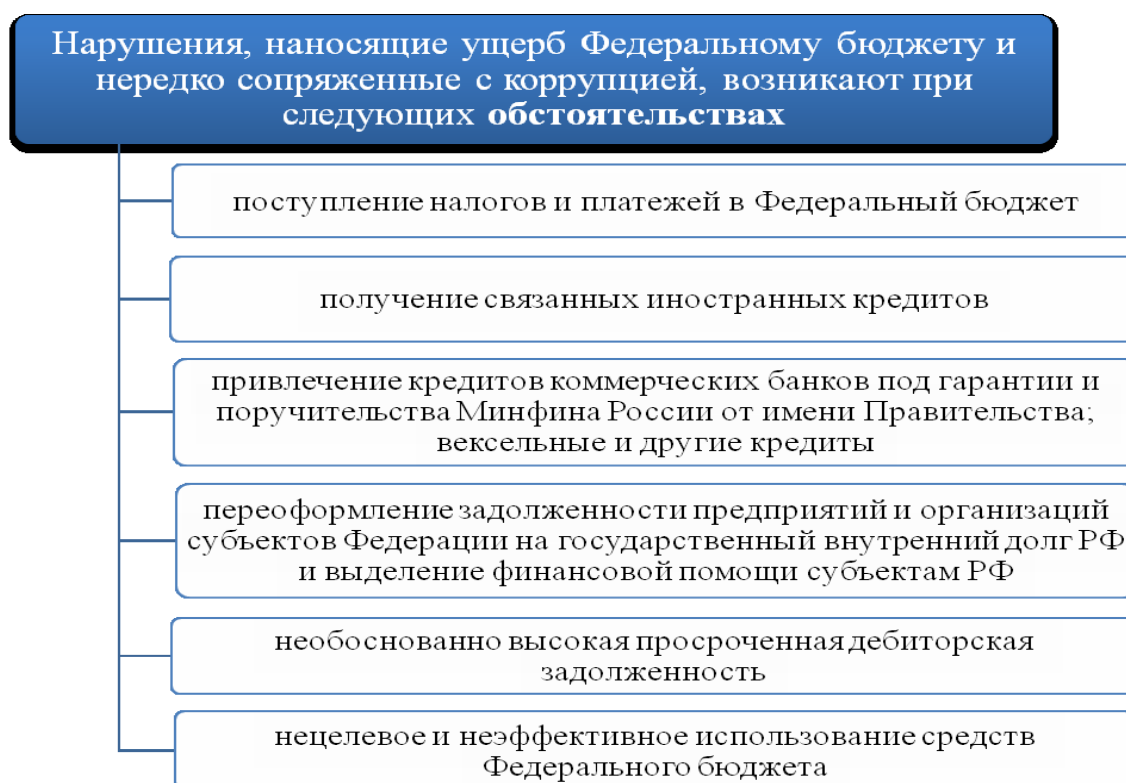 Нарушения, наносящие ущерб Федеральному бюджету и
нередко сопряженные с коррупцией, возникают при
следующих обстоятельствах
поступление налогов и платежей в Федеральный бюджет
получение связанных иностранных кредитов
привлечение кредитов коммерческих банков под гарантии и
поручительства Минфина России от имени Правительства;
вексельные и другие кредиты
переоформление задолженности предприятий и организаций
субъектов Федерации на государственный внутренний долг РФ
и выделение финансовой помощи субъектам РФ
необоснованно высокая просроченная дебиторская
задолженность
нецелевое и неэффективное использование средств
Федерального бюджета